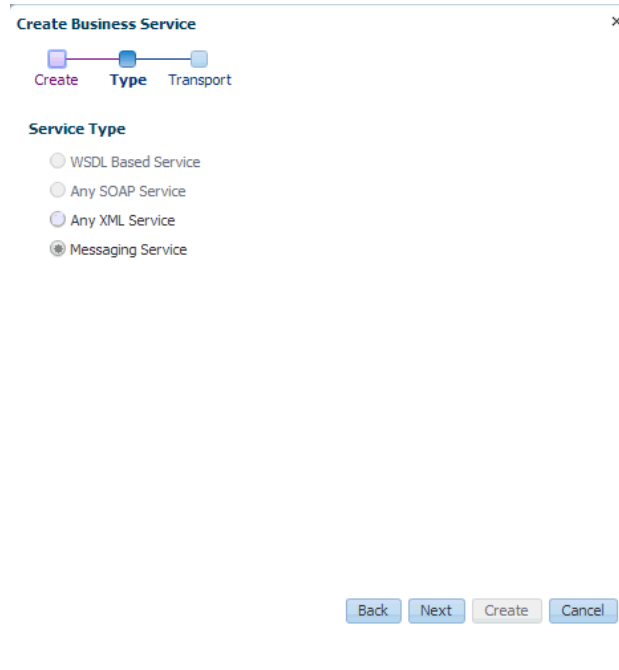 Create Business Service
×
Create Type Transport
Service Type
WSDL Based Service
Any SOAP Service
Any XML Service
Messaging Service
Back Next Create Cancel